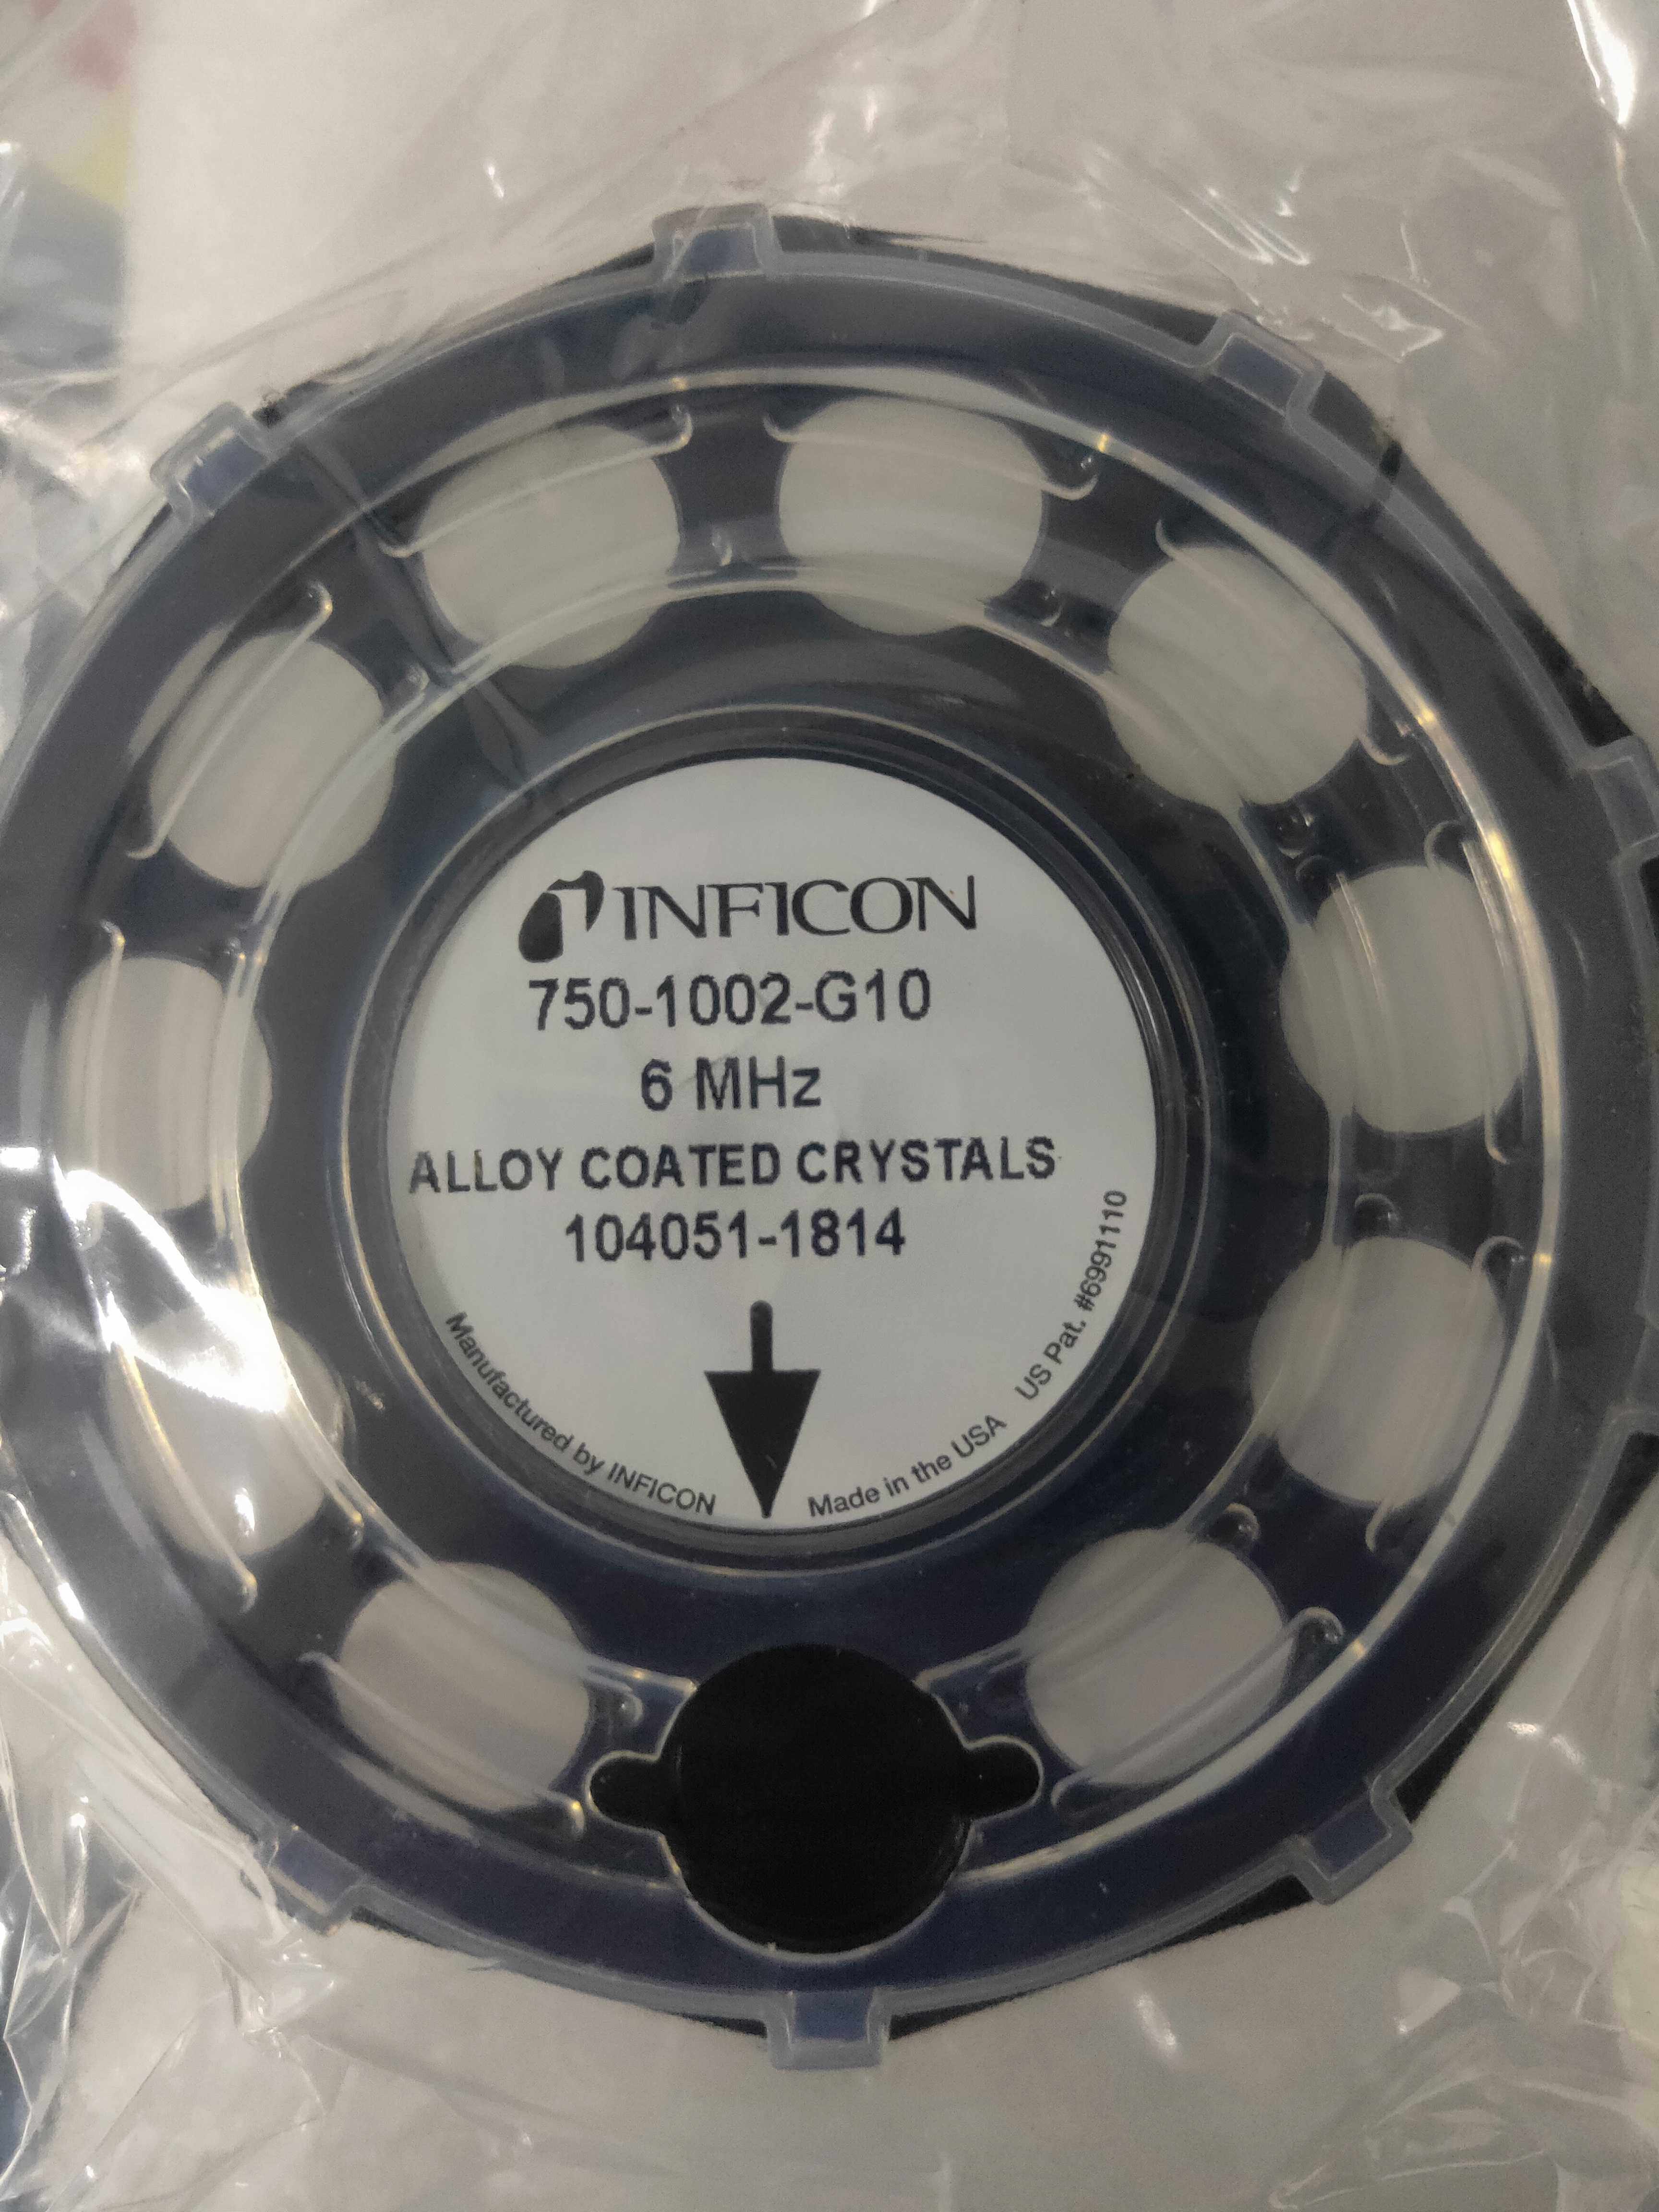 INFICON
750-1002-G10
6 MHz
ALLOY COATED CRYSTALS
104051-1814
Manufactured by INFICON
Made in the USA
US Pat. #6991110